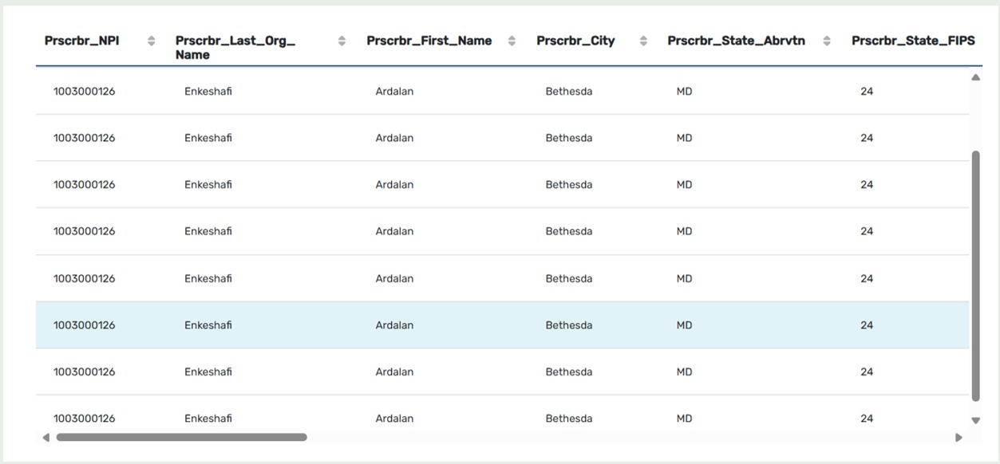 Prscrbr_NPI Prscrbr_Last_Org_ Prscrbr_First_Name Prscrbr_City Prscrbr_State_Abrvtn Prscrbr_State_FIPS
Name
1003000126 Enkeshafi Ardalan Bethesda MD 24
1003000126 Enkeshafi Ardalan Bethesda MD 24
1003000126 Enkeshafi Ardalan Bethesda MD 24
1003000126 Enkeshafi Ardalan Bethesda MD 24
1003000126 Enkeshafi Ardalan Bethesda MD 24
1003000126 Enkeshafi Ardalan Bethesda MD 24
1003000126 Enkeshafi Ardalan Bethesda MD 24
1003000126 Enkeshafi Ardalan Bethesda MD 24